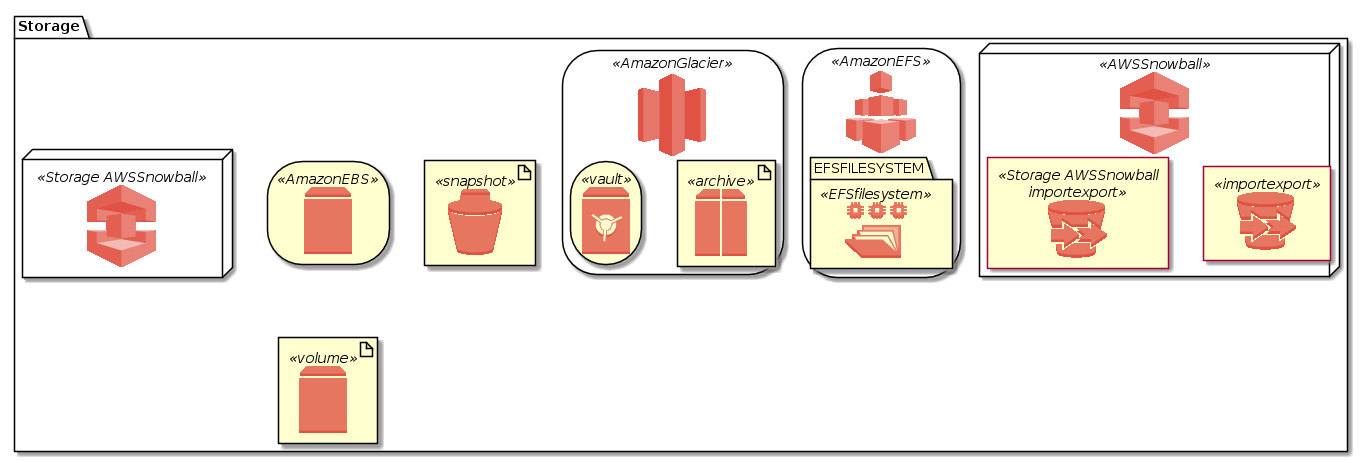 Storage
«AmazonGlacier»
«AmazonEFS»
«AWSSnowball»
«Storage AWSSnowball»
«AmazonEBS»
«snapshot»
«vault»
«archive»
EFSFILESYSTEM
«EFSfilesystem»
«Storage AWSSnowball
importexport»
«importexport»
«volume»